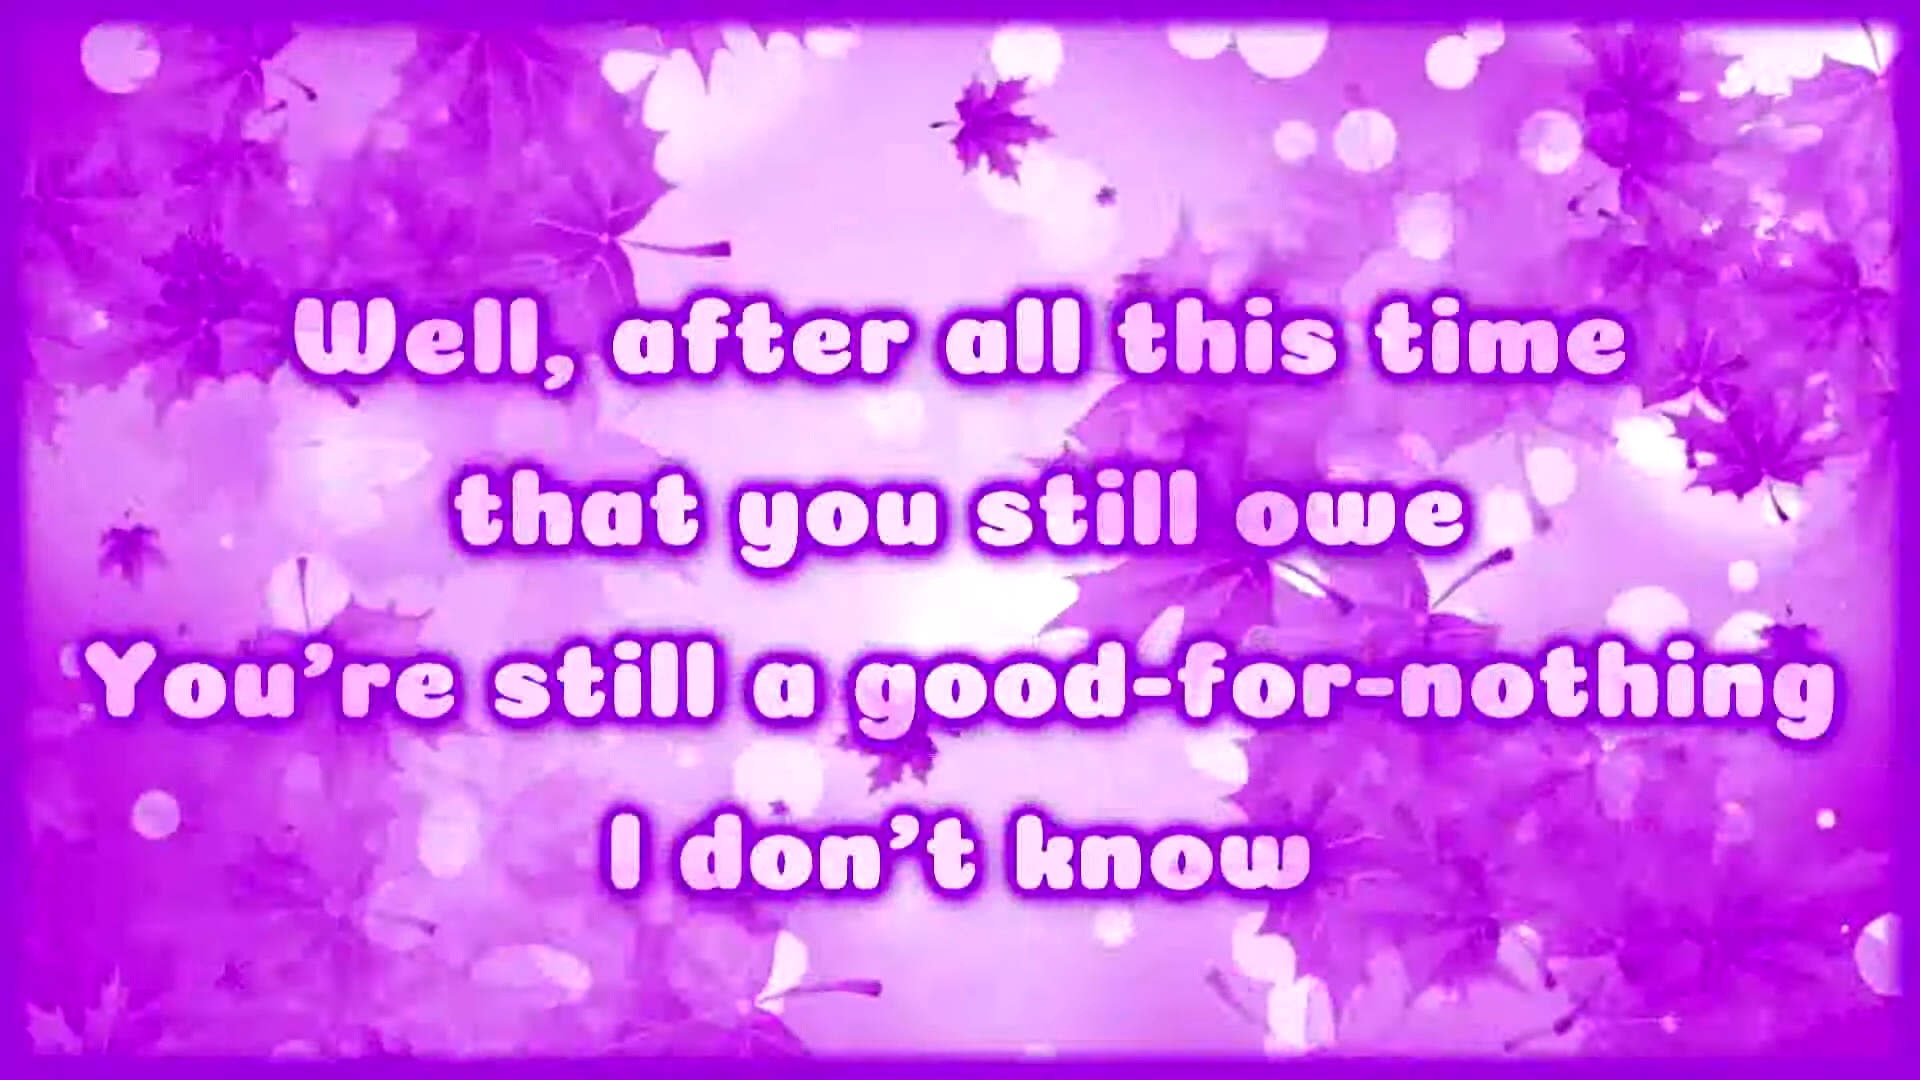 Well, after all this time
that you still owe
You're still a good-for-nothing
I don't know